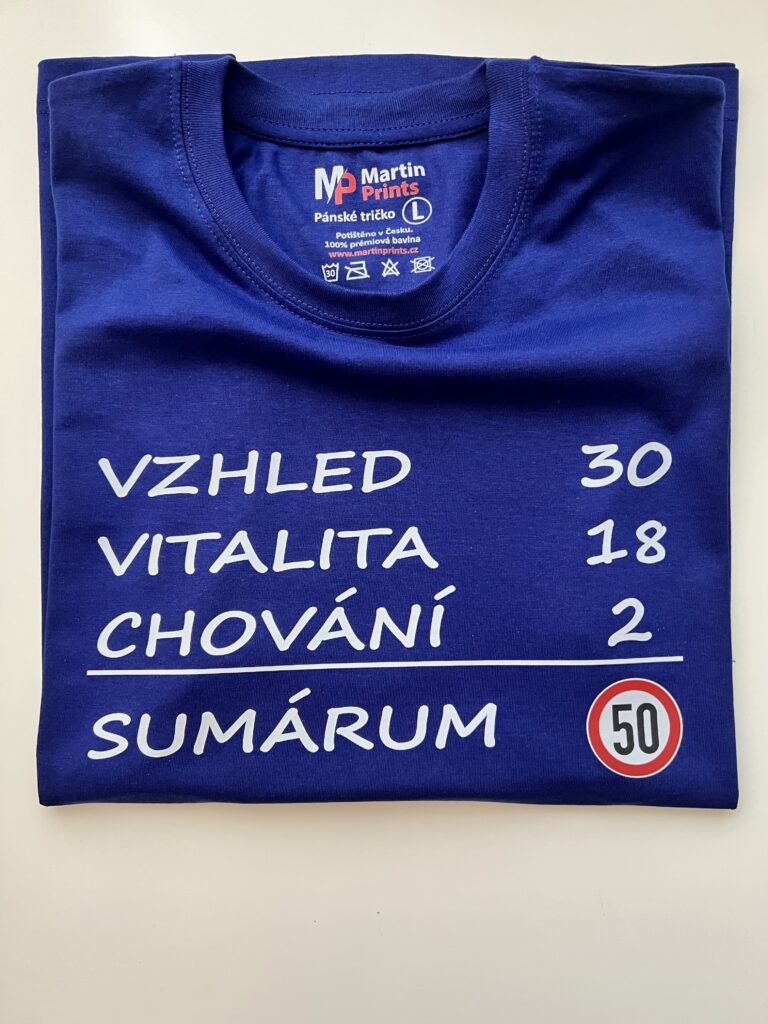 MP Martin
Prints
Pánské tričko L
Potištěno v Česku.
100% prémiová bavlna
www.martinprints.cz
30
VZHLED 30
VITALITA 18
CHOVÁNÍ 2
SUMÁRUM 50